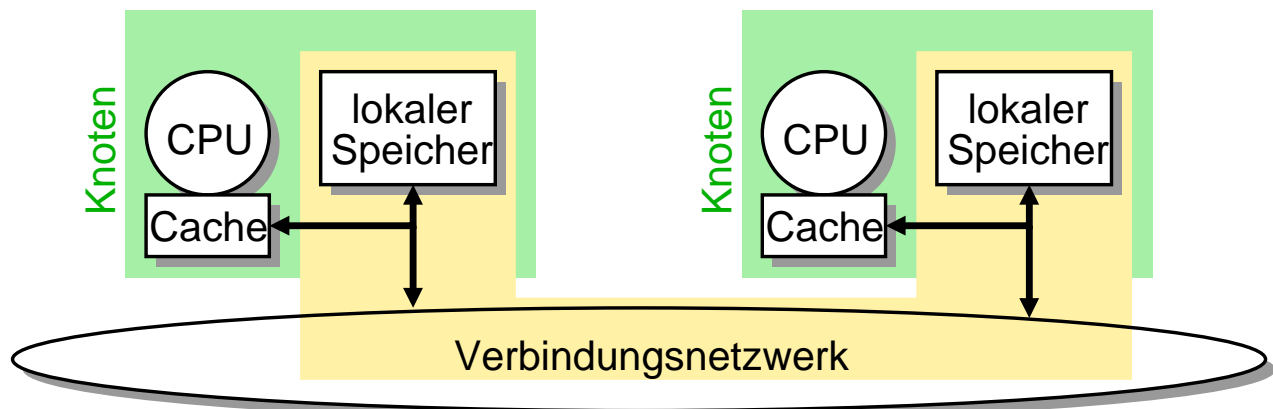 Knoten
CPU
Cache
lokaler
Speicher
Knoten
CPU
Cache
lokaler
Speicher
Verbindungsnetzwerk